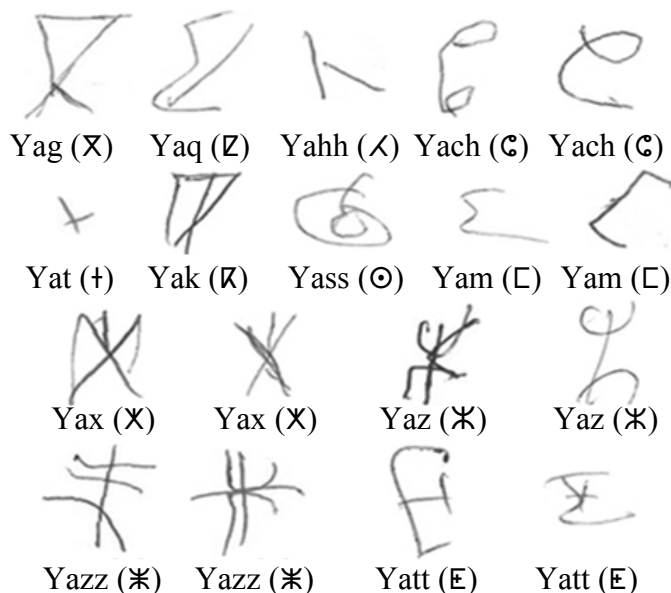 Yag (ⴳ) Yaq (ⵇ) Yahh (ⵃ) Yach (ⵛ) Yach (ⵛ)
Yat (ⵜ) Yak (ⴽ) Yass (ⵙ) Yam (ⵎ) Yam (ⵎ)
Yax (ⵅ) Yax (ⵅ) Yaz (ⵣ) Yaz (ⵣ)
Yazz (ⵥ) Yazz (ⵥ) Yatt (ⵟ) Yatt (ⵟ)